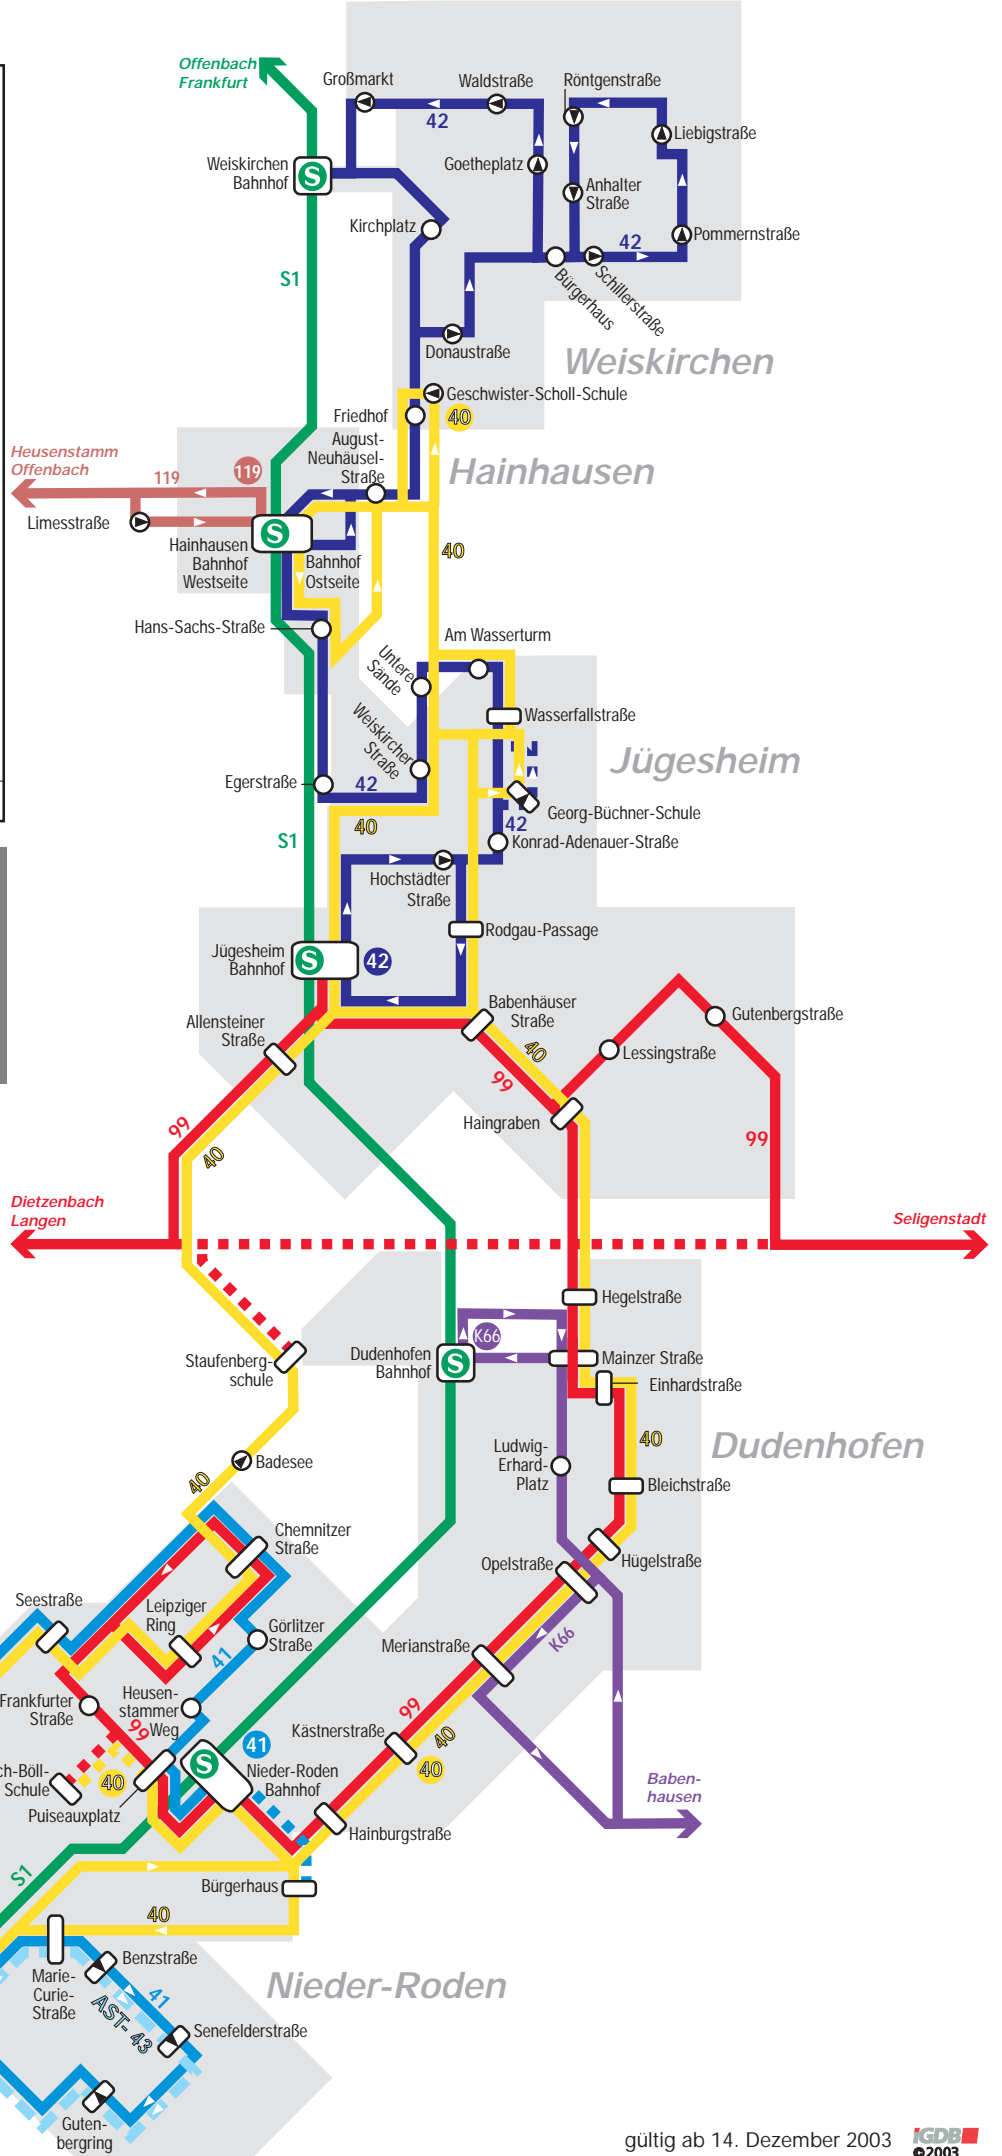 Offenbach
Frankfurt
Großmarkt
Waldstraße
Röntgenstraße
42
Liebigstraße
Weiskirchen
Bahnhof
S
Goetheplatz
Anhalter
Straße
Kirchplatz
Pommernstraße
42
S1
Bürgerhaus
Schillerstraße
Donaustraße
Weiskirchen
Geschwister-Scholl-Schule
Friedhof
40
August-
Neuhäusel-
Straße
Heusenstamm
Offenbach
119
119
Hainhausen
Limesstraße
S
Hainhausen
Bahnhof
Westseite
Bahnhof
Ostseite
40
Hans-Sachs-Straße
Am Wasserturm
Untere
Sände
Weiskircher
Straße
Wasserfallstraße
Jügesheim
Egerstraße
42
Georg-Büchner-Schule
40
42
S1
Konrad-Adenauer-Straße
Hochstädter
Straße
Rodgau-Passage
Jügesheim
Bahnhof
S
42
Babenhäuser
Straße
Gutenbergstraße
Allensteiner
Straße
40
Lessingstraße
99
Haingraben
99
40
99
Dietzenbach
Langen
Seligenstadt
Hegelstraße
K66
Staufenberg-
schule
Dudenhofen
Bahnhof
S
Mainzer Straße
Einhardstraße
40
Dudenhofen
Ludwig-
Erhard-
Platz
Badesee
40
Bleichstraße
Chemnitzer
Straße
Hügelstraße
Opelstraße
Seestraße
Leipziger
Ring
Görlitzer
Straße
41
Merianstraße
K66
Frankfurter
Straße
Heusen-
stammer
Weg
99
99
Kästnerstraße
40
41
S
Nieder-Roden
Bahnhof
40
ch-Böll-
Schule
40
Puiseauxplatz
Baben-
hausen
Hainburgstraße
S1
Bürgerhaus
40
Benzstraße
Marie-
Curie-
Straße
41
AST- 43
Nieder-Roden
Senefelderstraße
Guten-
bergring
gültig ab 14. Dezember 2003
iGDB
©2003